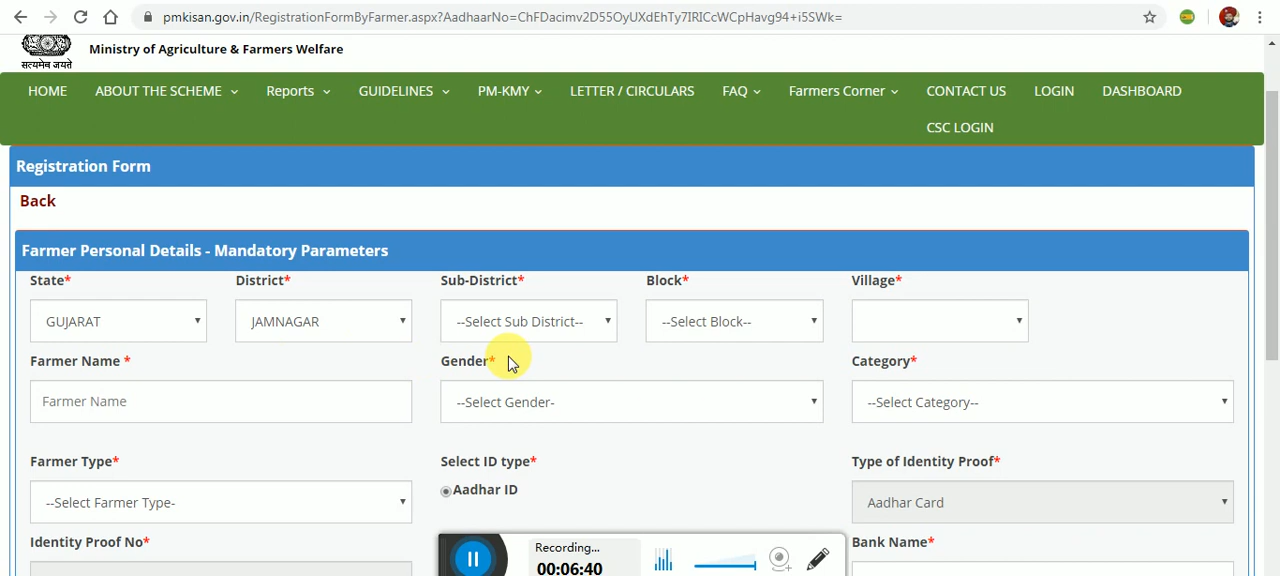 pmkisan.gov.in/RegistrationFormByFarmer.aspx?AadhaarNo=ChFDacimv2D55OyUXdEhTy7IRICcWCpHavg94+i5SWk=
सत्यमेव जयते
Ministry of Agriculture & Farmers Welfare
HOME ABOUT THE SCHEME Reports GUIDELINES PM-KMY LETTER / CIRCULARS FAQ Farmers Corner CONTACT US LOGIN DASHBOARD
CSC LOGIN
Registration Form
Back
Farmer Personal Details - Mandatory Parameters
State* District* Sub-District* Block* Village*
GUJARAT JAMNAGAR --Select Sub District-- --Select Block--
Farmer Name * Gender* Category*
Farmer Name --Select Gender- --Select Category--
Farmer Type* Select ID type* Type of Identity Proof*
--Select Farmer Type- Aadhar ID Aadhar Card
Identity Proof No* Bank Name*
Recording...
00:06:40